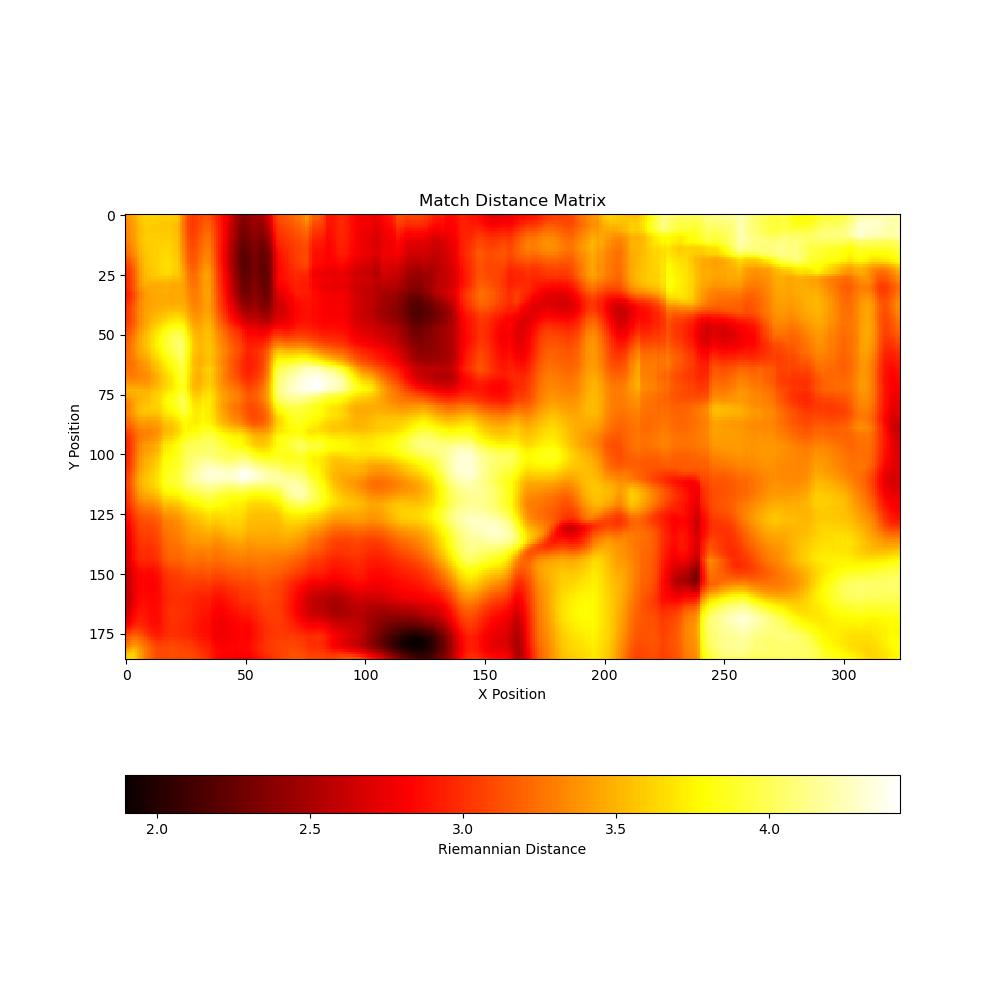 Match Distance Matrix
0
25
50
75
100
125
150
175
Y Position
0 50 100 150 200 250 300
X Position
2.0 2.5 3.0 3.5 4.0
Riemannian Distance